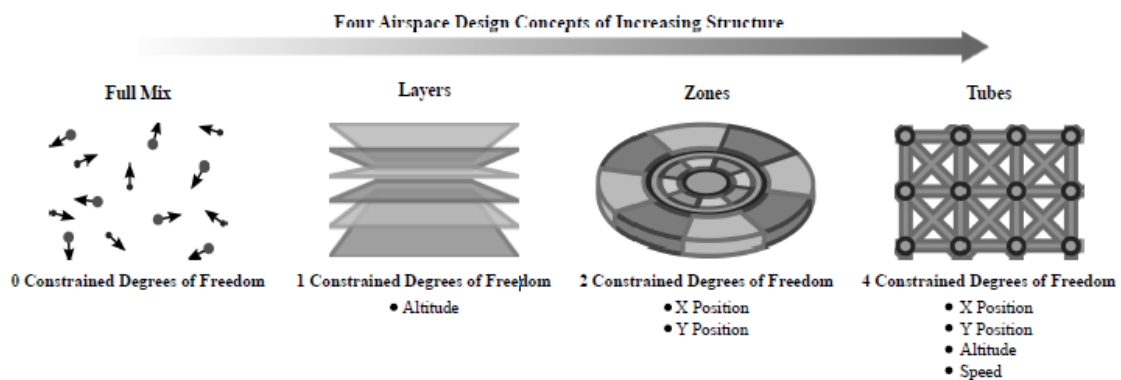 Four Airspace Design Concepts of Increasing Structure
Full Mix
Layers
Zones
Tubes
0 Constrained Degrees of Freedom
1 Constrained Degrees of Freedom
2 Constrained Degrees of Freedom
4 Constrained Degrees of Freedom
• Altitude
• X Position
• Y Position
• X Position
• Y Position
• Altitude
• Speed